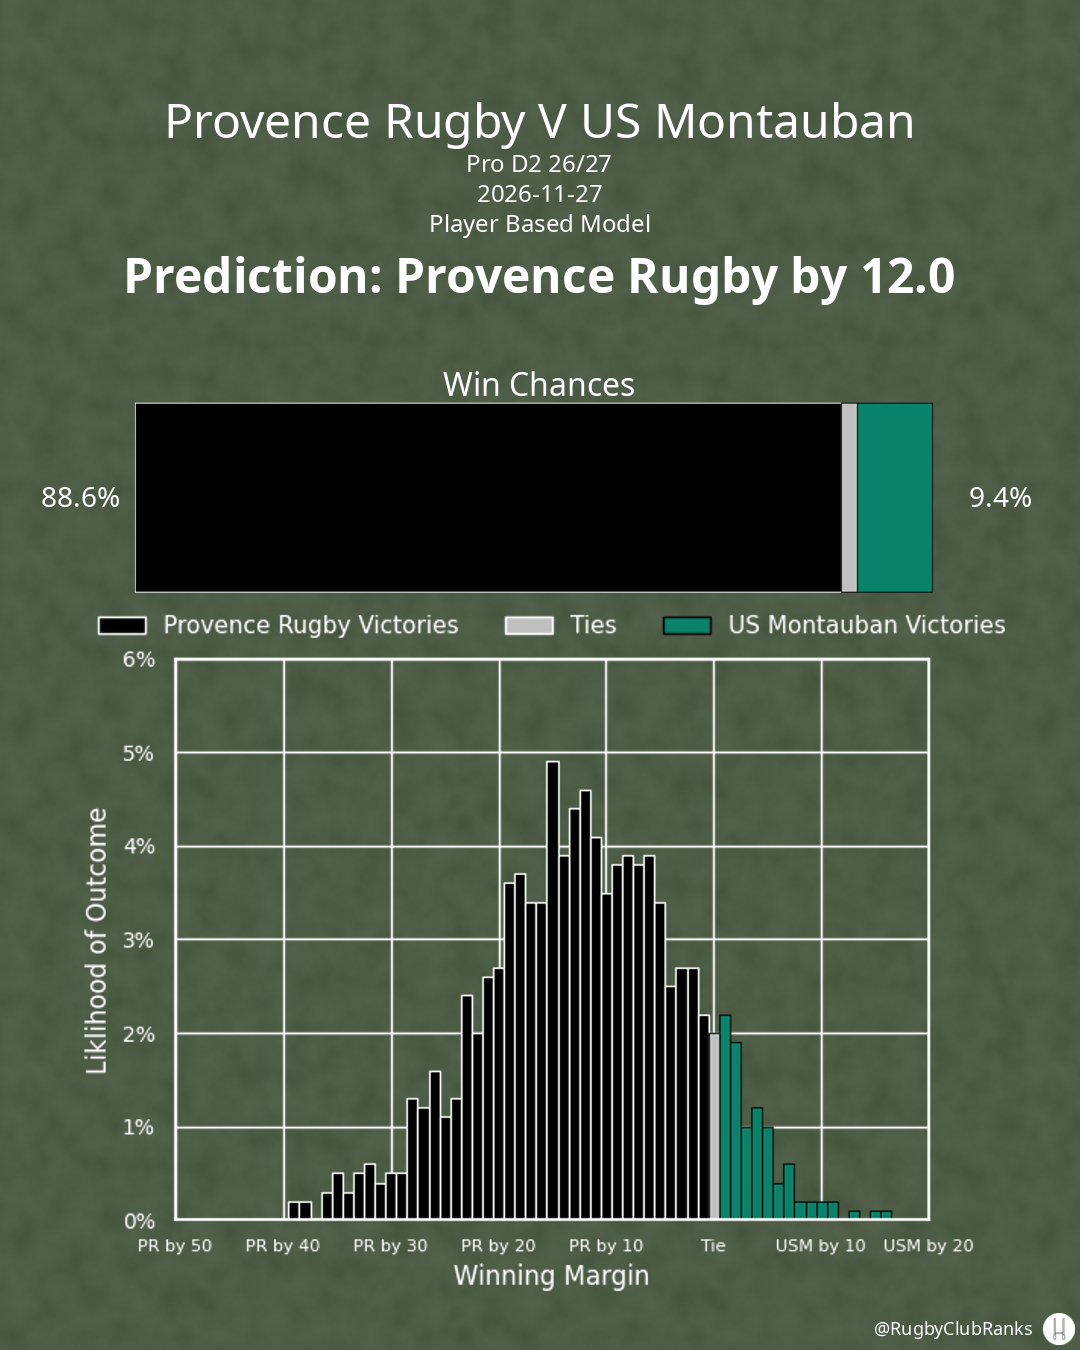 Provence Rugby V US Montauban
Pro D2 26/27
2026-11-27
Player Based Model
Prediction: Provence Rugby by 12.0
Win Chances
88.6%
9.4%
Provence Rugby Victories
Ties
US Montauban Victories
6%
5%
4%
3%
2%
1%
0%
Liklihood of Outcome
PR by 50
PR by 40
PR by 30
PR by 20
PR by 10
Tie
USM by 10
USM by 20
Winning Margin
@RugbyClubRanks